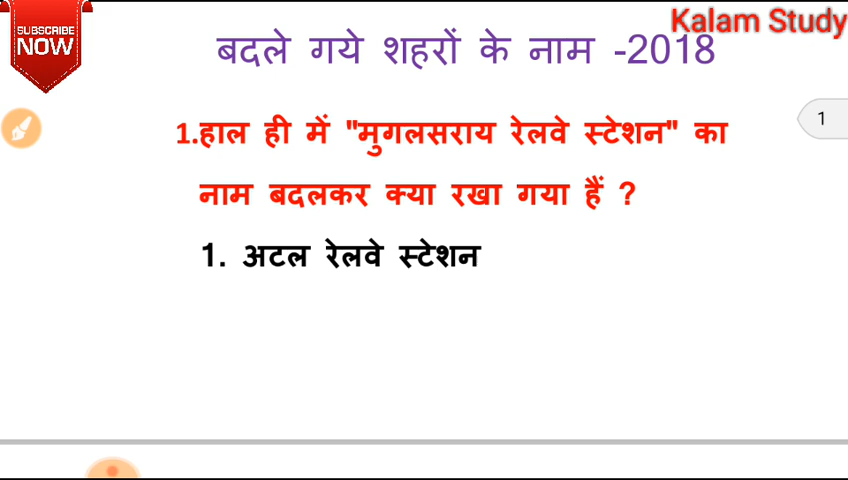 SUBSCRIBE
NOW
Kalam Study
बदले गये शहरों के नाम -2018
1.हाल ही में "मुगलसराय रेलवे स्टेशन" का
नाम बदलकर क्या रखा गया हैं ?
1. अटल रेलवे स्टेशन
1